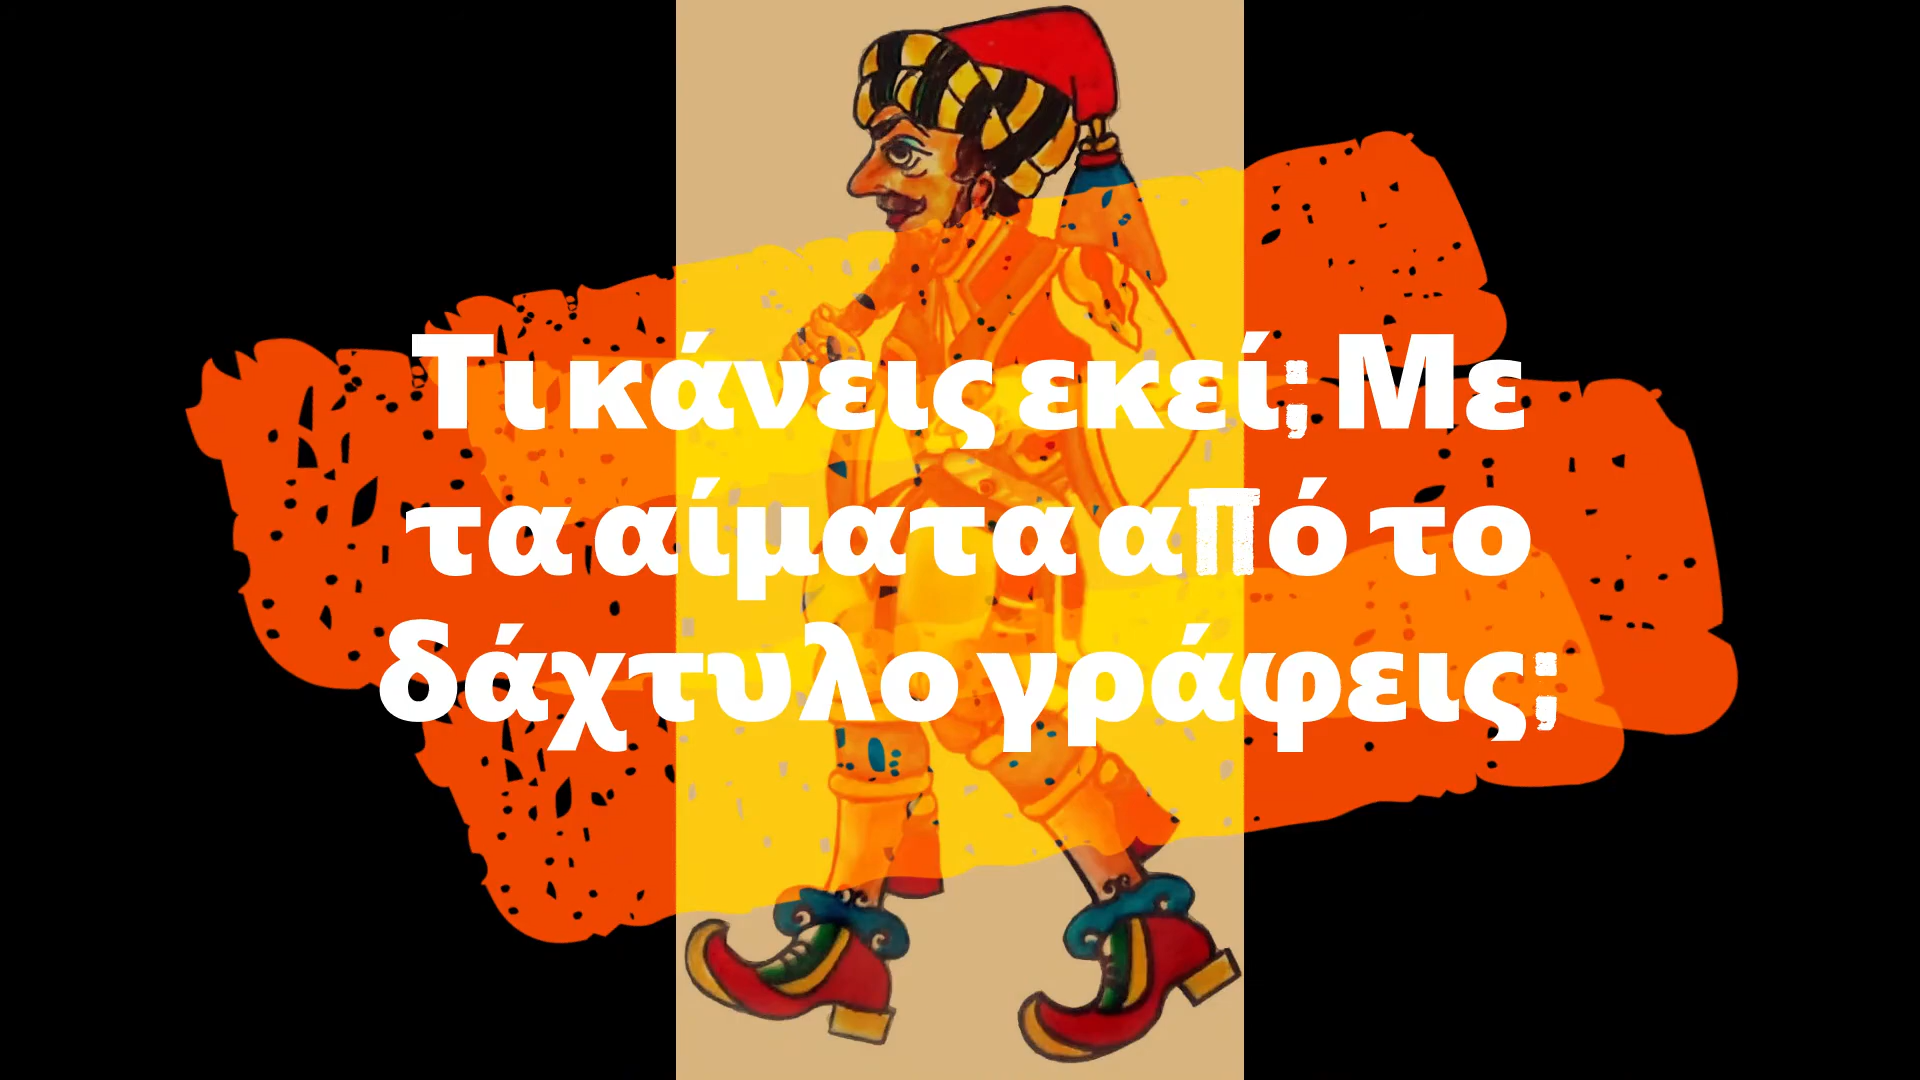 Τι κάνεις εκεί; Με
τα αίματα από το
δάχτυλο γράφεις;